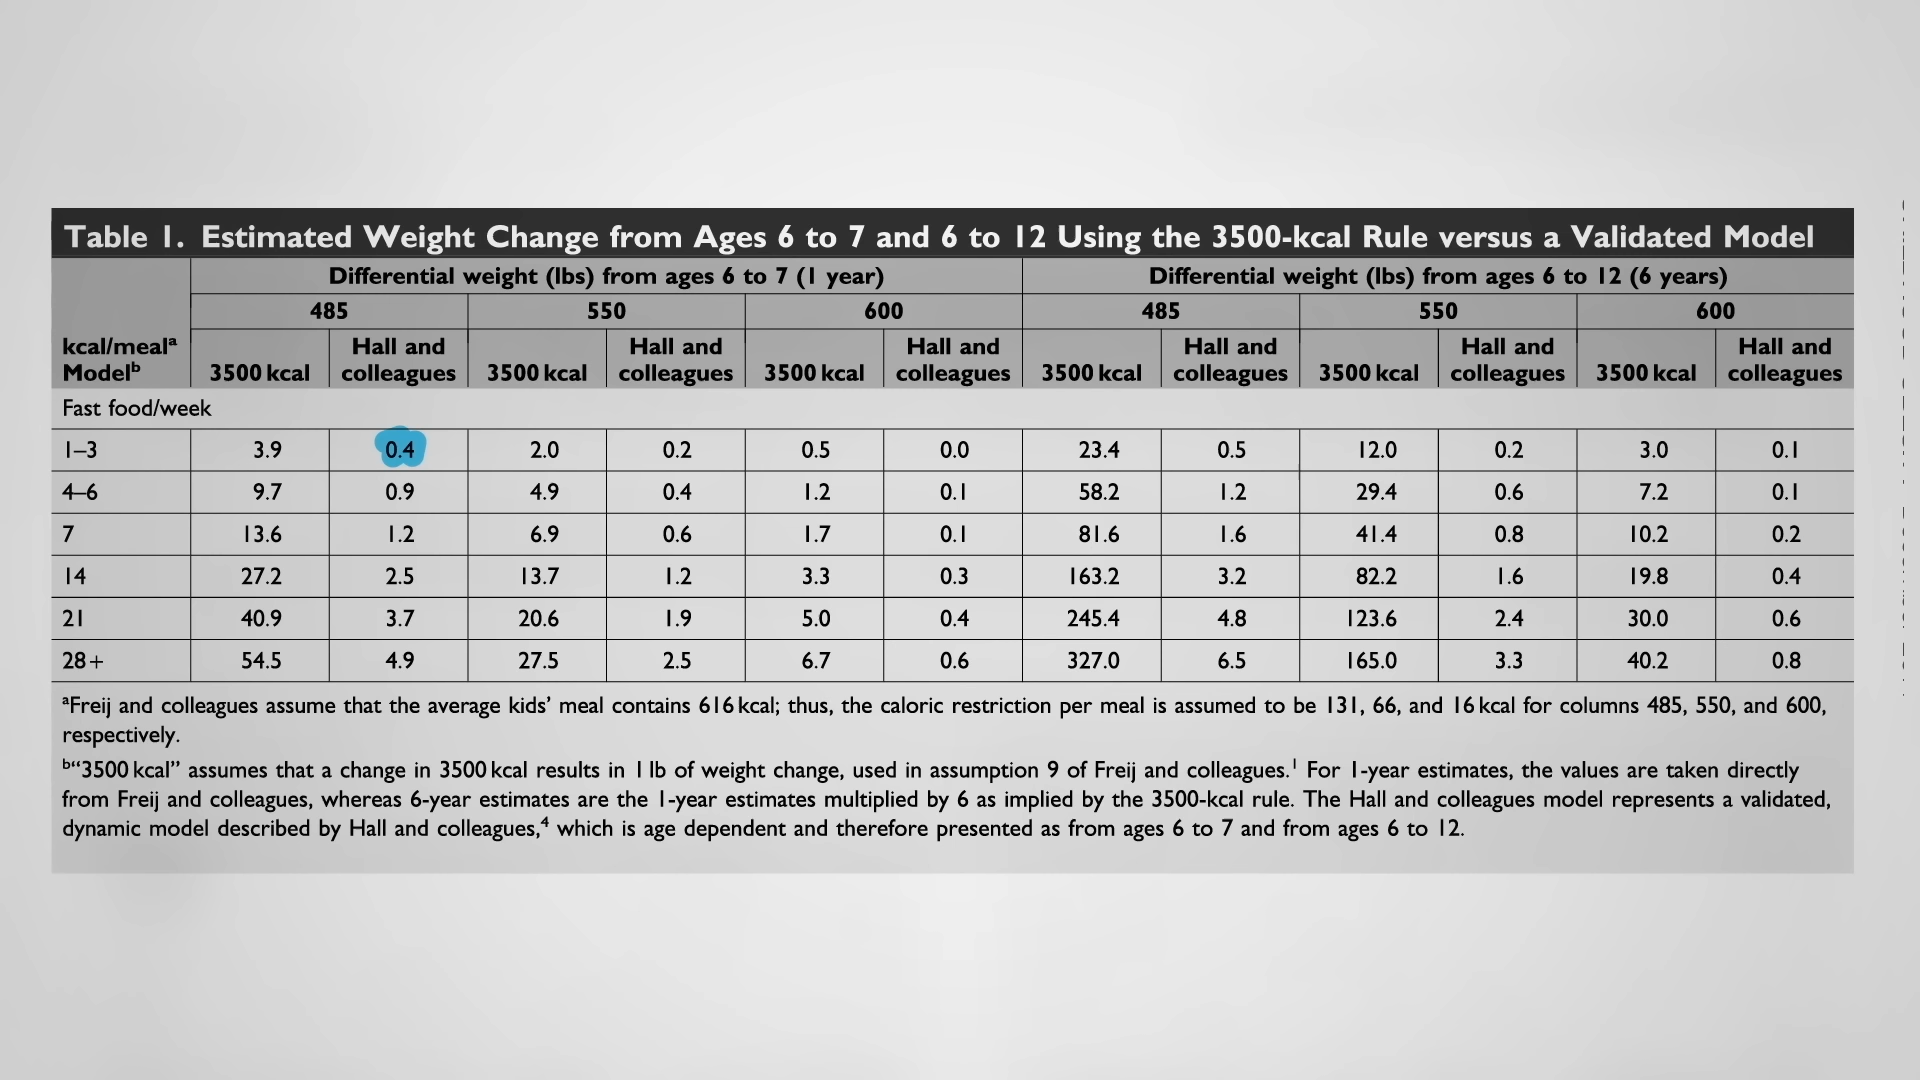 Table 1. Estimated Weight Change from Ages 6 to 7 and 6 to 12 Using the 3500-kcal Rule versus a Validated Model
Differential weight (lbs) from ages 6 to 7 (1 year) Differential weight (lbs) from ages 6 to 12 (6 years)
485 550 600 485 550 600
kcal/mealᵃ
Modelᵇ 3500 kcal Hall and colleagues 3500 kcal Hall and colleagues 3500 kcal Hall and colleagues 3500 kcal Hall and colleagues 3500 kcal Hall and colleagues 3500 kcal Hall and colleagues
Fast food/week
1–3 3.9 0.4 2.0 0.2 0.5 0.0 23.4 0.5 12.0 0.2 3.0 0.1
4–6 9.7 0.9 4.9 0.4 1.2 0.1 58.2 1.2 29.4 0.6 7.2 0.1
7 13.6 1.2 6.9 0.6 1.7 0.1 81.6 1.6 41.4 0.8 10.2 0.2
14 27.2 2.5 13.7 1.2 3.3 0.3 163.2 3.2 82.2 1.6 19.8 0.4
21 40.9 3.7 20.6 1.9 5.0 0.4 245.4 4.8 123.6 2.4 30.0 0.6
28+ 54.5 4.9 27.5 2.5 6.7 0.6 327.0 6.5 165.0 3.3 40.2 0.8
ᵃFreij and colleagues assume that the average kids' meal contains 616 kcal; thus, the caloric restriction per meal is assumed to be 131, 66, and 16 kcal for columns 485, 550, and 600,
respectively.
ᵇ“3500 kcal” assumes that a change in 3500 kcal results in 1 lb of weight change, used in assumption 9 of Freij and colleagues.¹ For 1-year estimates, the values are taken directly
from Freij and colleagues, whereas 6-year estimates are the 1-year estimates multiplied by 6 as implied by the 3500-kcal rule. The Hall and colleagues model represents a validated,
dynamic model described by Hall and colleagues,⁴ which is age dependent and therefore presented as from ages 6 to 7 and from ages 6 to 12.